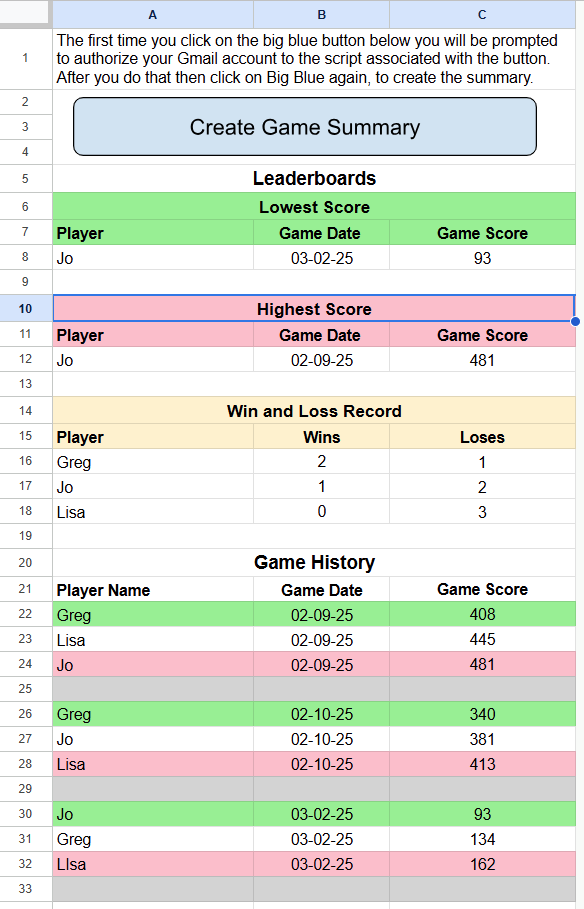 A B C
1 The first time you click on the big blue button below you will be prompted
to authorize your Gmail account to the script associated with the button.
After you do that then click on Big Blue again, to create the summary.
2
3 Create Game Summary
4
5 Leaderboards
6 Lowest Score
7 Player Game Date Game Score
8 Jo 03-02-25 93
9
10 Highest Score
11 Player Game Date Game Score
12 Jo 02-09-25 481
13
14 Win and Loss Record
15 Player Wins Loses
16 Greg 2 1
17 Jo 1 2
18 Lisa 0 3
19
20 Game History
21 Player Name Game Date Game Score
22 Greg 02-09-25 408
23 Lisa 02-09-25 445
24 Jo 02-09-25 481
25
26 Greg 02-10-25 340
27 Jo 02-10-25 381
28 Lisa 02-10-25 413
29
30 Jo 03-02-25 93
31 Greg 03-02-25 134
32 LIsa 03-02-25 162
33